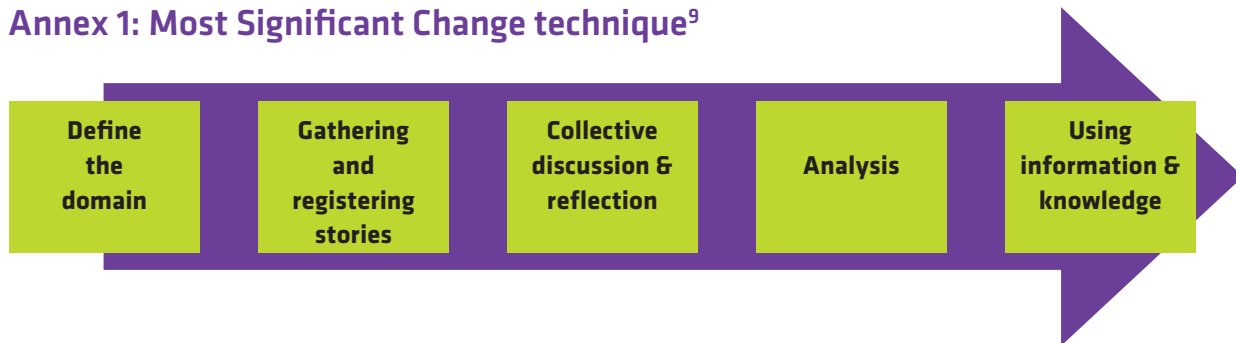 Annex 1: Most Significant Change technique⁹
Define
the
domain
Gathering
and
registering
stories
Collective
discussion &
reflection
Analysis
Using
information &
knowledge